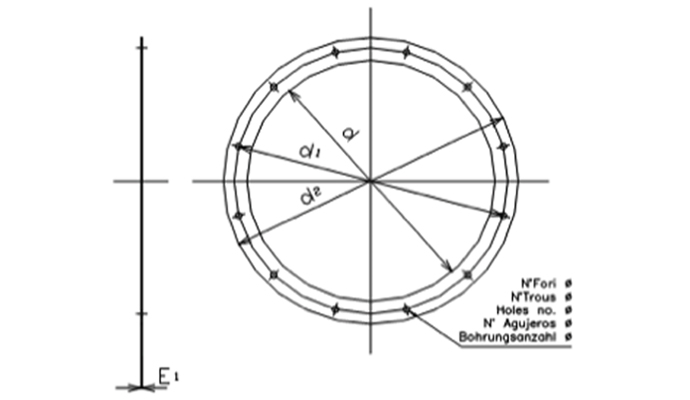 d
d1
d2
N°Fori ø
N°Trous ø
Holes no. ø
N° Agujeros ø
Bohrungsanzahl ø
E1